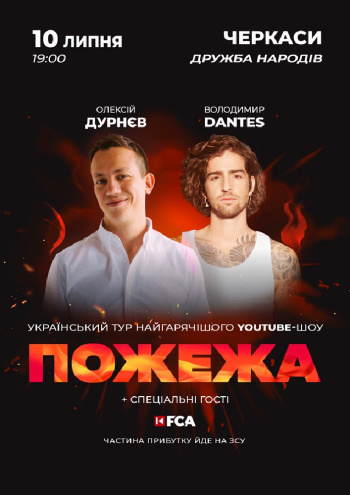 10 ЛИПНЯ
19:00
ЧЕРКАСИ
ДРУЖБА НАРОДІВ
ОЛЕКСІЙ
ДУРНЄВ
ВОЛОДИМИР
DANTES
УКРАЇНСЬКИЙ ТУР НАЙГАРЯЧІШОГО YOUTUBE-ШОУ
ПОЖЕЖА
+ СПЕЦІАЛЬНІ ГОСТІ
FCA
ЧАСТИНА ПРИБУТКУ ЙДЕ НА ЗСУ